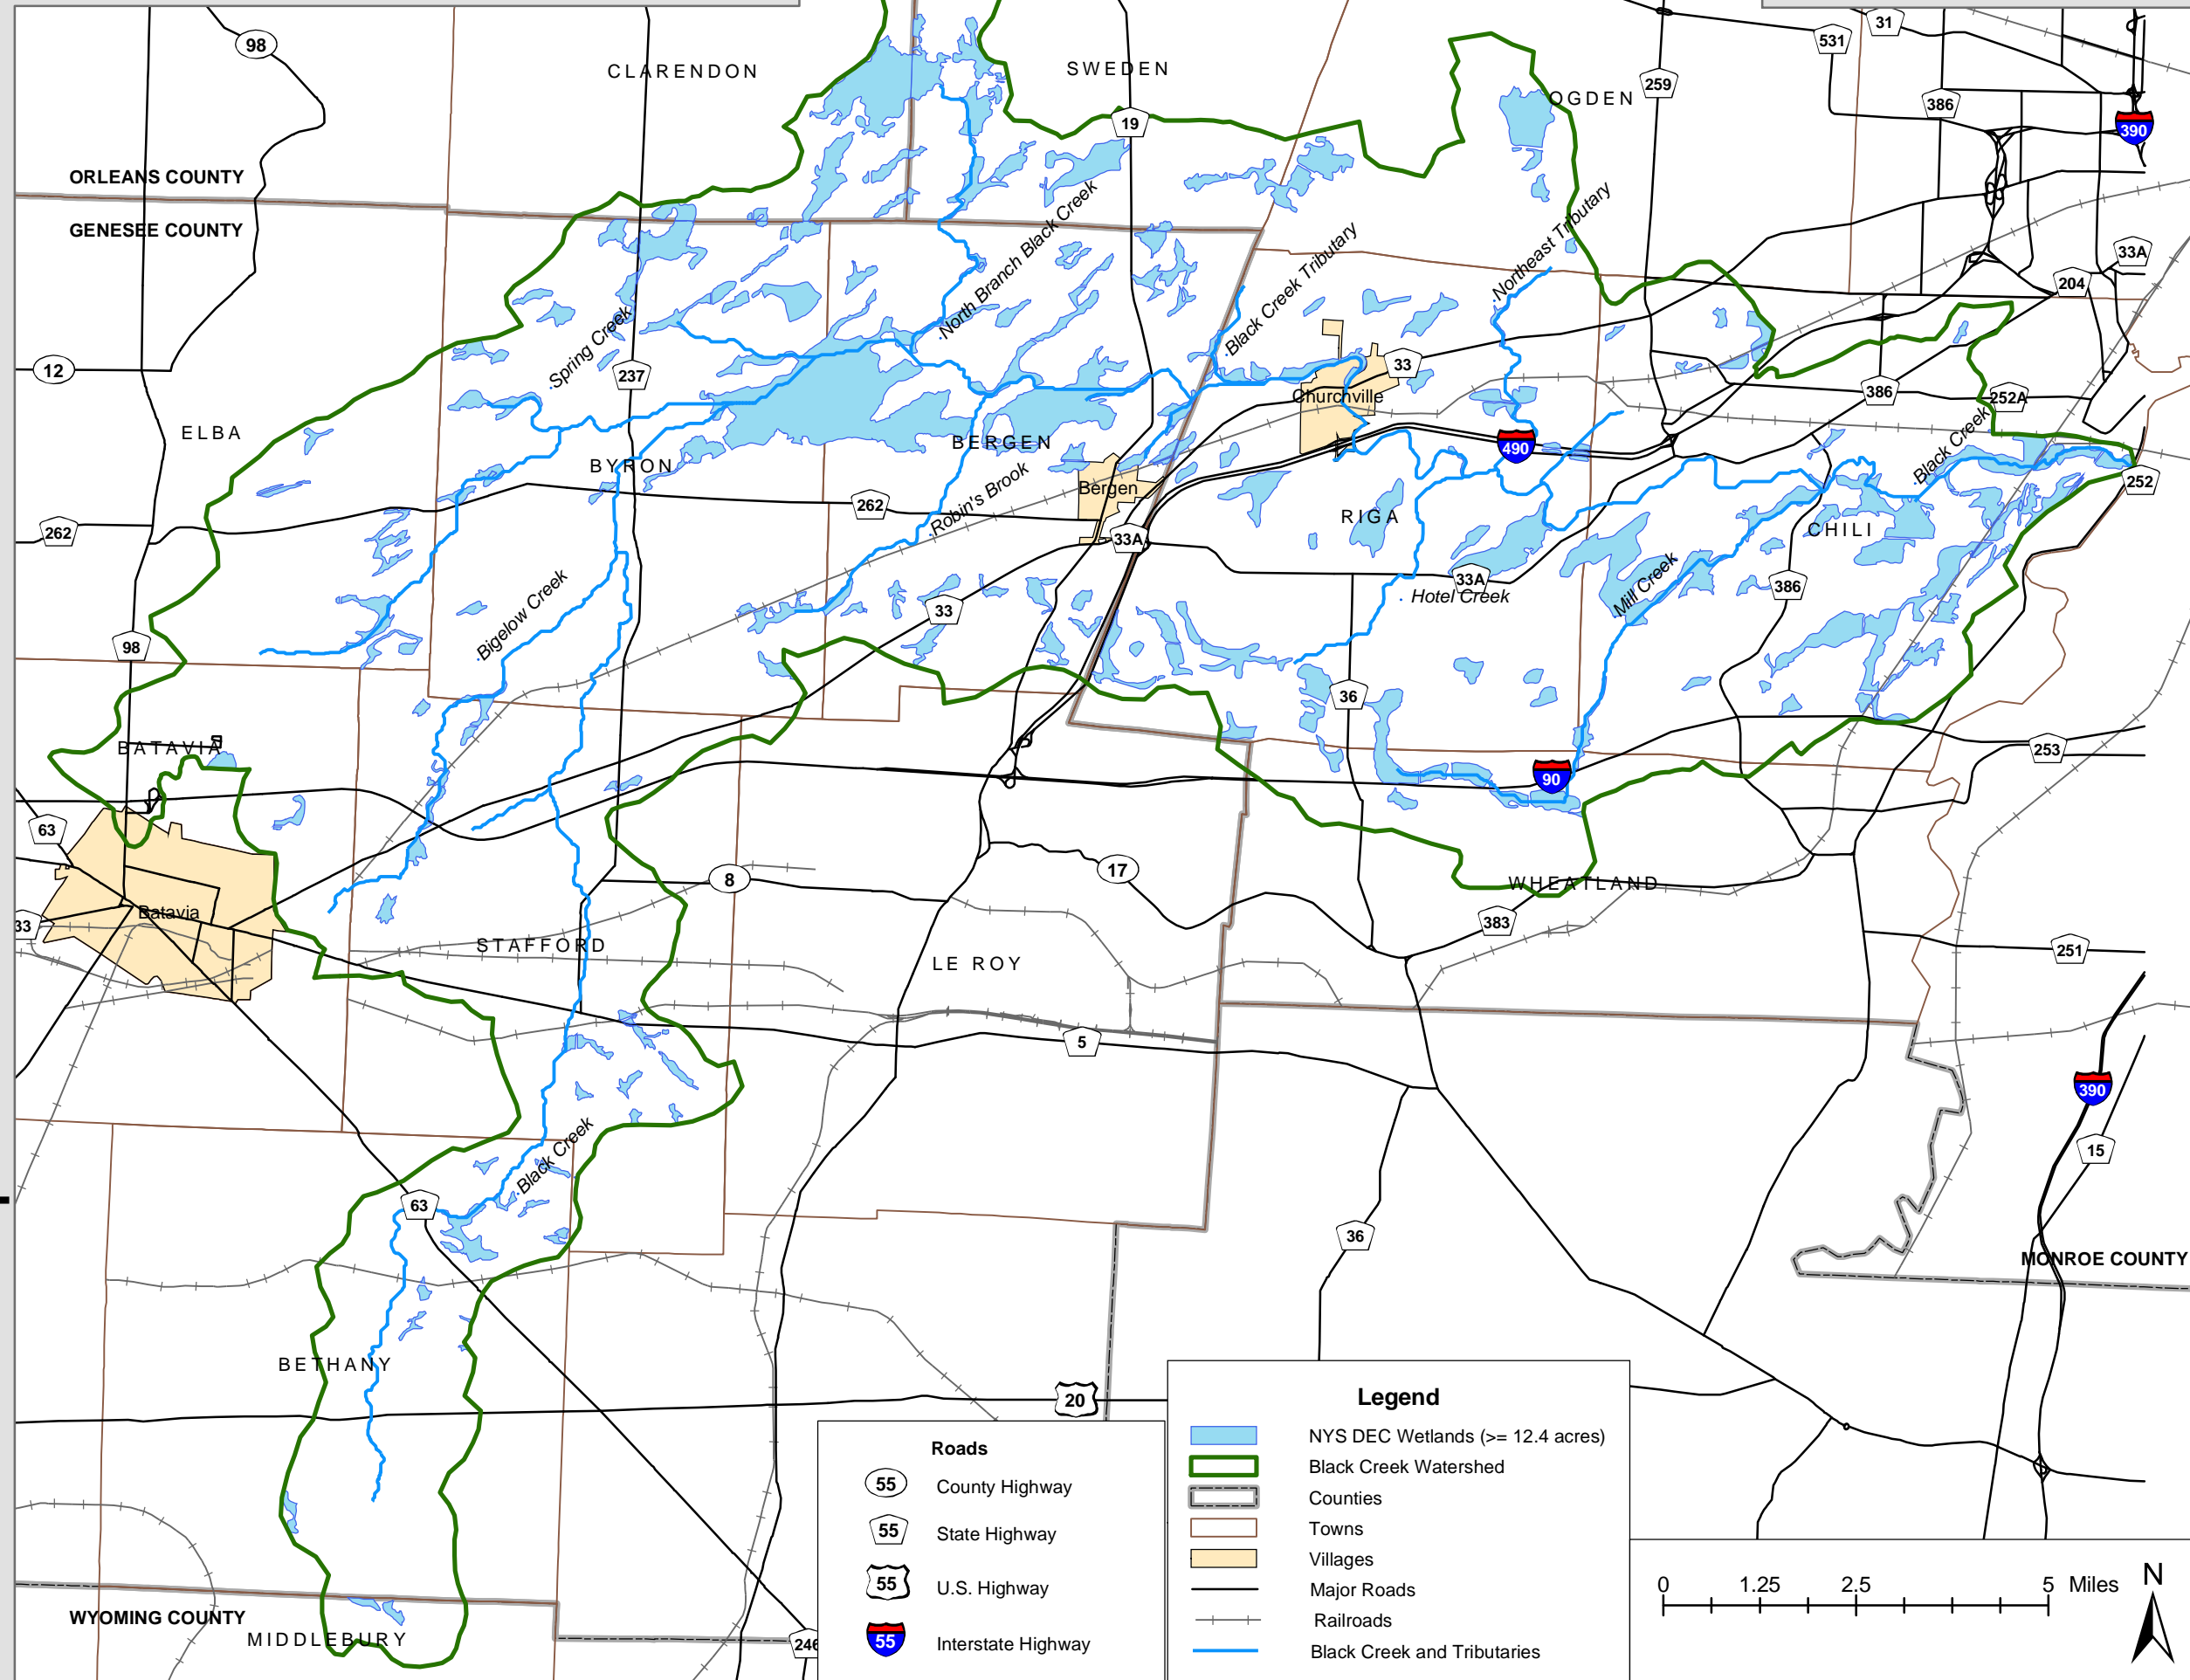 98
CLARENDON
SWEDEN
OGDEN
259
531
31
386
390
19
ORLEANS COUNTY
GENESEE COUNTY
North Branch Black Creek
Black Creek Tributary
Northeast Tributary
33A
204
Spring Creek
12
237
33
Churchville
386
252A
ELBA
BYRON
BERGEN
490
Black Creek
Bergen
252
262
262
Robin's Brook
RIGA
CHILI
33A
33A
Hotel Creek
Mill Creek
386
Bigelow Creek
33
98
36
BATAVIA
253
90
63
8
17
WHEATLAND
383
Batavia
33
STAFFORD
LE ROY
251
5
390
15
Black Creek
63
36
MONROE COUNTY
BETHANY
20
WYOMING COUNTY
MIDDLEBURY
246
Roads
55 County Highway
55 State Highway
55 U.S. Highway
55 Interstate Highway
Legend
NYS DEC Wetlands (>= 12.4 acres)
Black Creek Watershed
Counties
Towns
Villages
Major Roads
Railroads
Black Creek and Tributaries
0 1.25 2.5 5 Miles
N